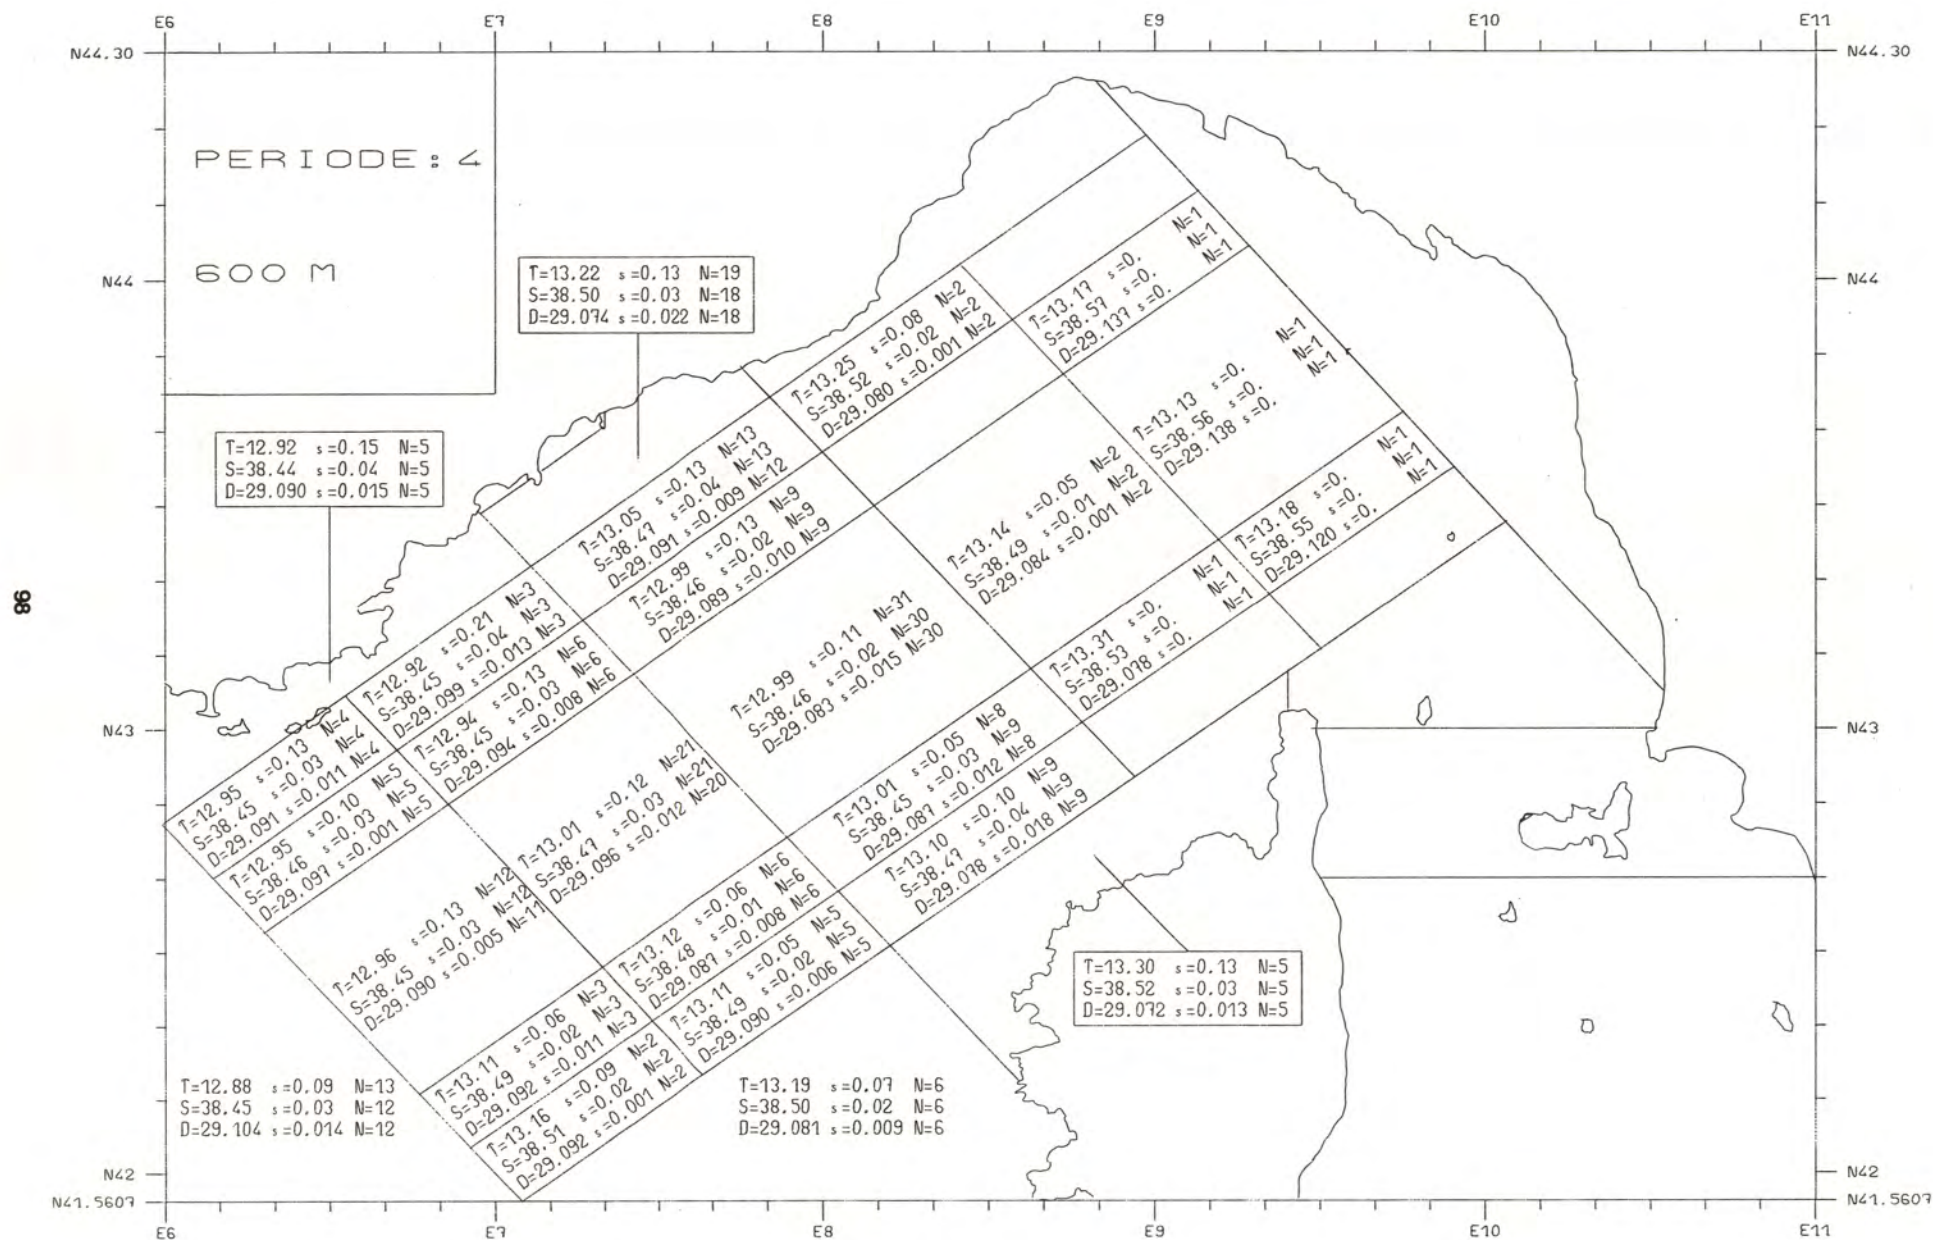 E6 E7 E8 E9 E10 E11
N44.30 N44.30
PERIODE: 4
600 M
N44 N44
T=13.22 s=0.13 N=19
S=38.50 s=0.03 N=18
D=29.074 s=0.022 N=18
T=12.92 s=0.15 N=5
S=38.44 s=0.04 N=5
D=29.090 s=0.015 N=5
T=13.25 s=0.08 N=2
S=38.52 s=0.02 N=2
D=29.080 s=0.001 N=2
T=13.17 s=0. N=1
S=38.57 s=0. N=1
D=29.137 s=0. N=1
T=13.13 s=0. N=1
S=38.56 s=0. N=1
D=29.138 s=0. N=1
T=13.05 s=0.13 N=13
S=38.47 s=0.04 N=13
D=29.091 s=0.009 N=12
T=12.99 s=0.13 N=9
S=38.46 s=0.02 N=9
D=29.089 s=0.010 N=9
T=13.14 s=0.05 N=2
S=38.49 s=0.01 N=2
D=29.084 s=0.001 N=2
T=13.18 s=0. N=1
S=38.55 s=0. N=1
D=29.120 s=0. N=1
T=12.92 s=0.21 N=3
S=38.45 s=0.04 N=3
D=29.099 s=0.013 N=3
T=12.94 s=0.13 N=6
S=38.45 s=0.03 N=6
D=29.094 s=0.008 N=6
T=12.99 s=0.11 N=31
S=38.46 s=0.02 N=30
D=29.083 s=0.015 N=30
T=13.31 s=0. N=1
S=38.53 s=0. N=1
D=29.078 s=0. N=1
98
N43 N43
T=12.95 s=0.13 N=4
S=38.45 s=0.03 N=4
D=29.091 s=0.011 N=4
T=12.95 s=0.10 N=5
S=38.46 s=0.03 N=5
D=29.097 s=0.001 N=5
T=13.01 s=0.12 N=21
S=38.47 s=0.03 N=21
D=29.096 s=0.012 N=20
T=13.01 s=0.05 N=8
S=38.45 s=0.03 N=9
D=29.087 s=0.012 N=8
T=13.10 s=0.10 N=9
S=38.47 s=0.04 N=9
D=29.078 s=0.018 N=9
T=12.96 s=0.13 N=12
S=38.45 s=0.03 N=12
D=29.090 s=0.005 N=11
T=13.12 s=0.06 N=6
S=38.48 s=0.01 N=6
D=29.087 s=0.008 N=6
T=13.11 s=0.05 N=5
S=38.49 s=0.02 N=5
D=29.090 s=0.006 N=5
T=13.30 s=0.13 N=5
S=38.52 s=0.03 N=5
D=29.072 s=0.013 N=5
T=13.11 s=0.06 N=3
S=38.49 s=0.02 N=3
D=29.092 s=0.011 N=3
T=13.16 s=0.09 N=2
S=38.51 s=0.02 N=2
D=29.092 s=0.001 N=2
T=12.88 s=0.09 N=13
S=38.45 s=0.03 N=12
D=29.104 s=0.014 N=12
T=13.19 s=0.07 N=6
S=38.50 s=0.02 N=6
D=29.081 s=0.009 N=6
N42 N42
N41.5607 N41.5607
E6 E7 E8 E9 E10 E11